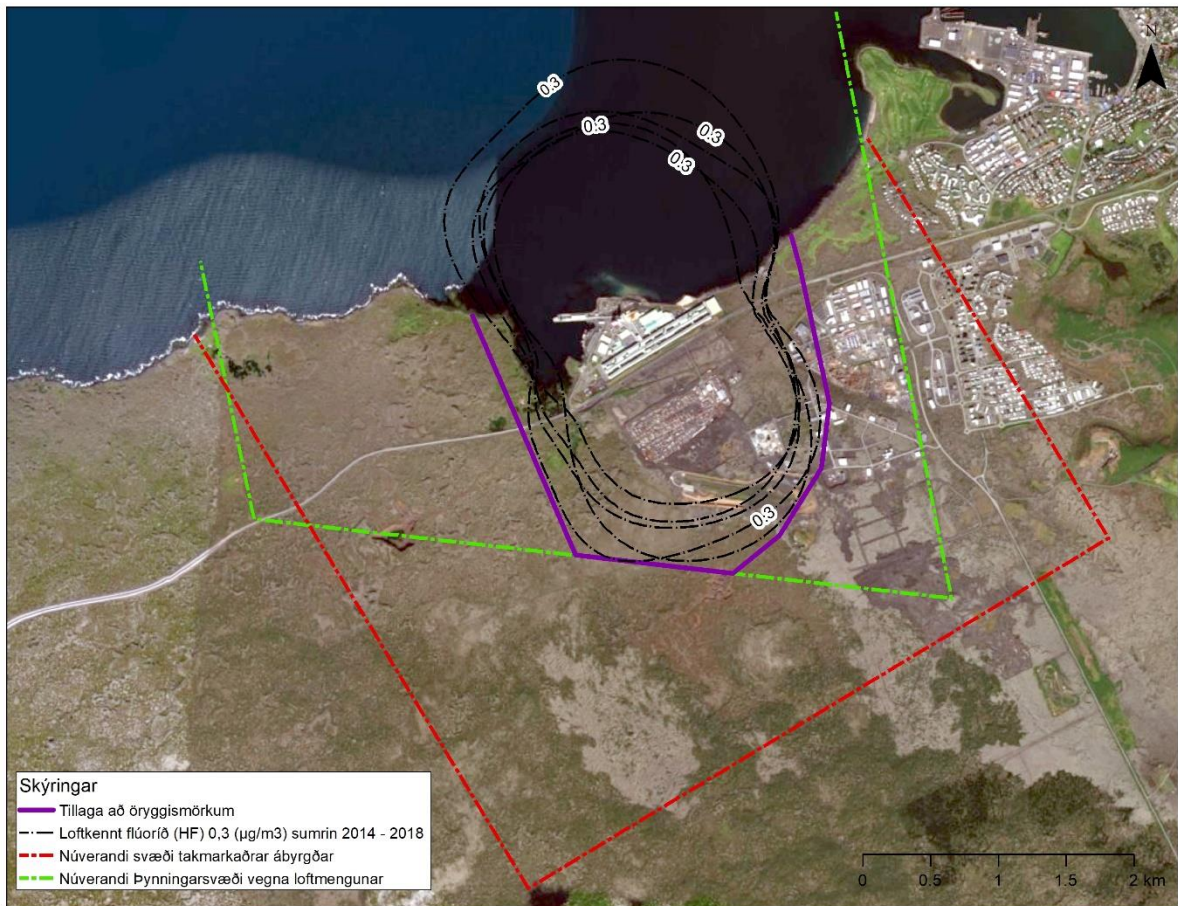 N
0.3
0.3
0.3
0.3
0.3
Skýringar
Tillaga að öryggismörkum
Loftkennt flúoríð (HF) 0,3 (µg/m3) sumrin 2014 - 2018
Núverandi svæði takmarkaðrar ábyrgðar
Núverandi Þynningarsvæði vegna loftmengunar
0 0.5 1 1.5 2 km